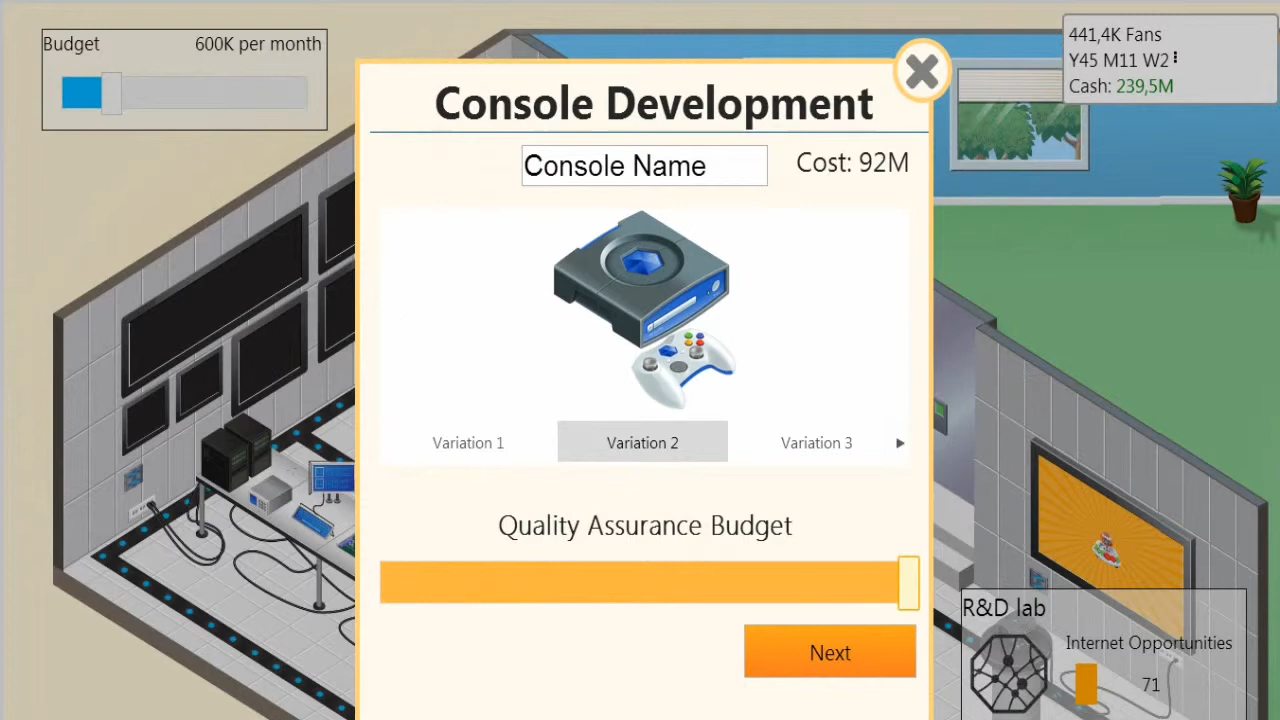 Budget 600K per month
441,4K Fans
Y45 M11 W2
Cash: 239,5M
Console Development
Console Name
Cost: 92M
Variation 1
Variation 2
Variation 3
Quality Assurance Budget
Next
R&D lab
Internet Opportunities
71